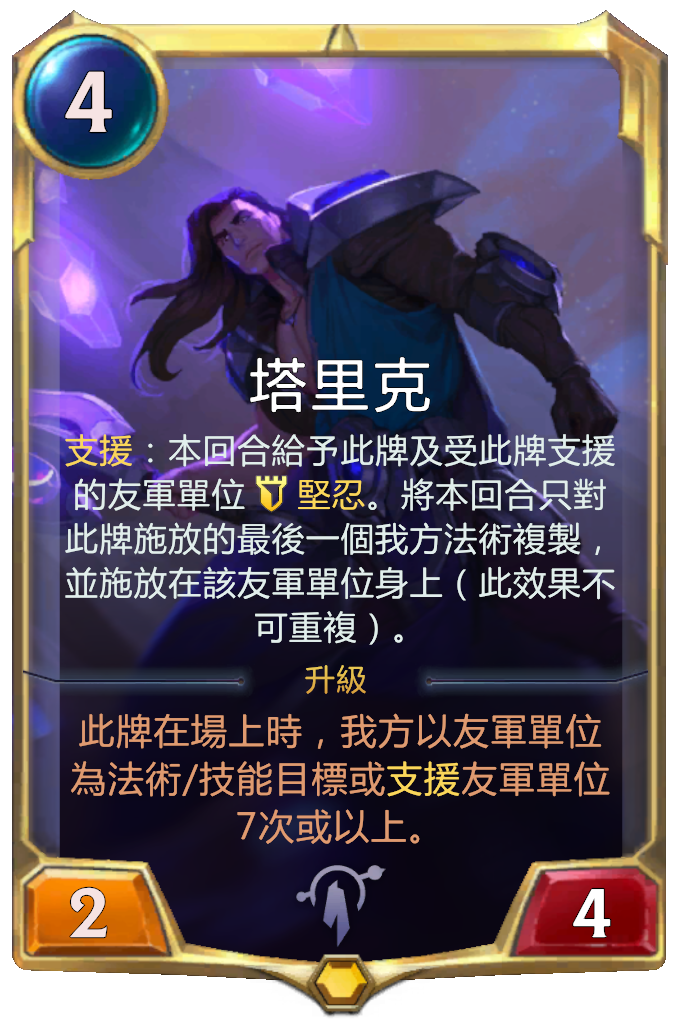 4
塔里克
支援：本回合給予此牌及受此牌支援
的友軍單位 堅忍。將本回合只對
此牌施放的最後一個我方法術複製，
並施放在該友軍單位身上（此效果不
可重複）。
升級
此牌在場上時，我方以友軍單位
為法術/技能目標或支援友軍單位
7次或以上。
2
4